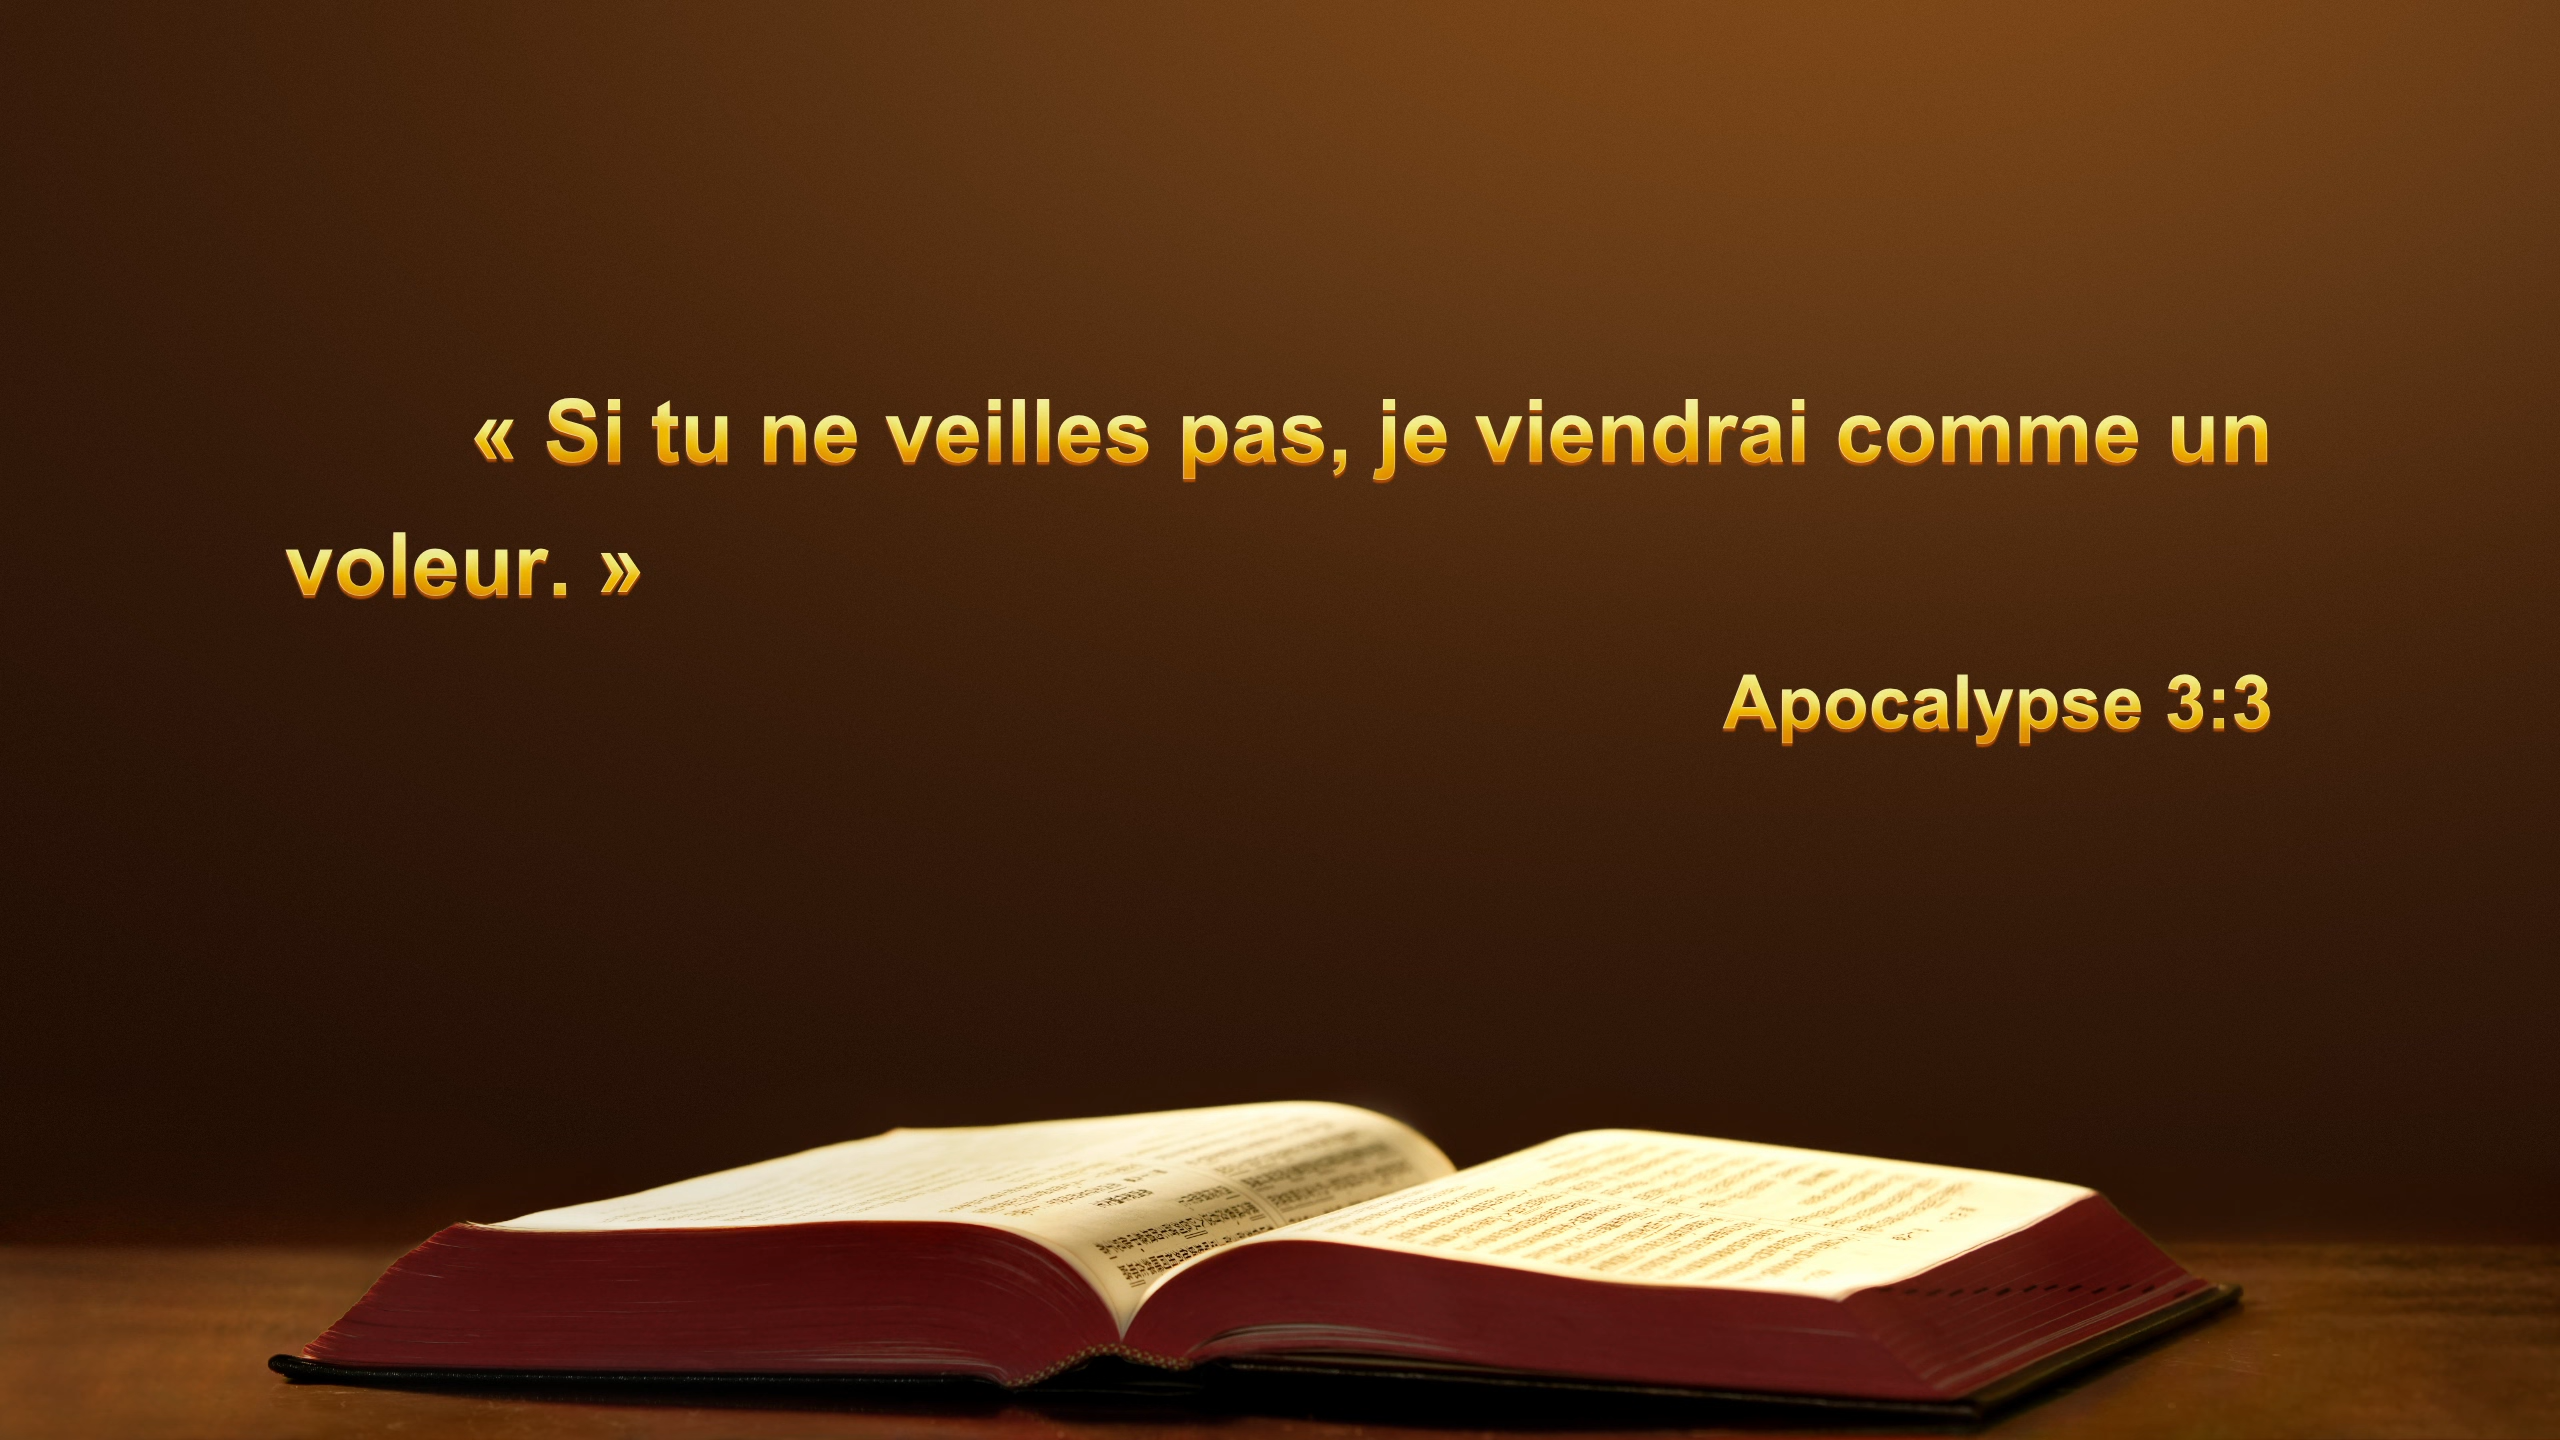 « Si tu ne veilles pas, je viendrai comme un
voleur. »
Apocalypse 3:3